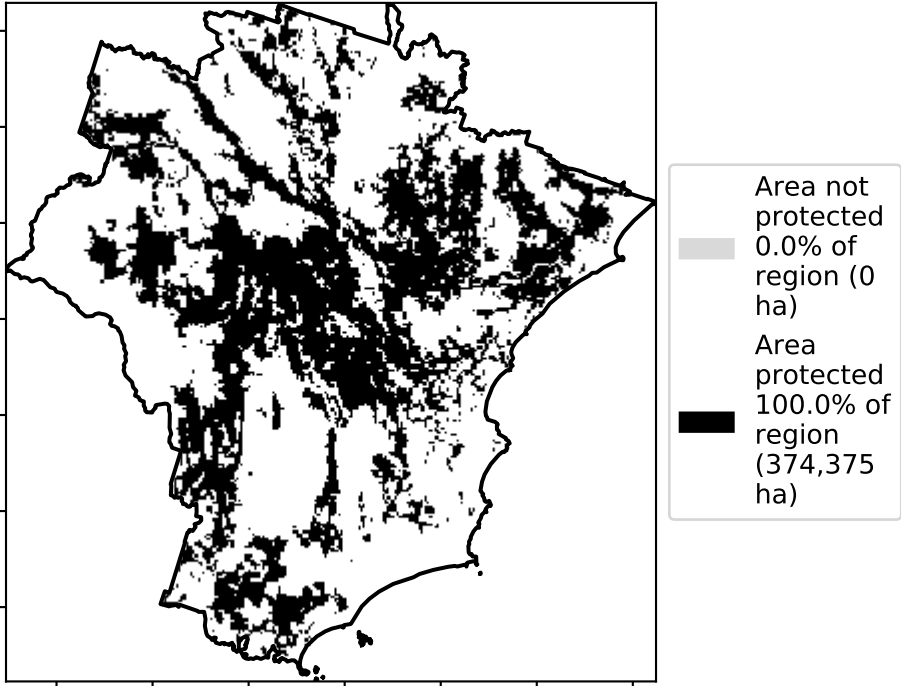 Area not
protected
0.0% of
region (0
ha)
Area
protected
100.0% of
region
(374,375
ha)